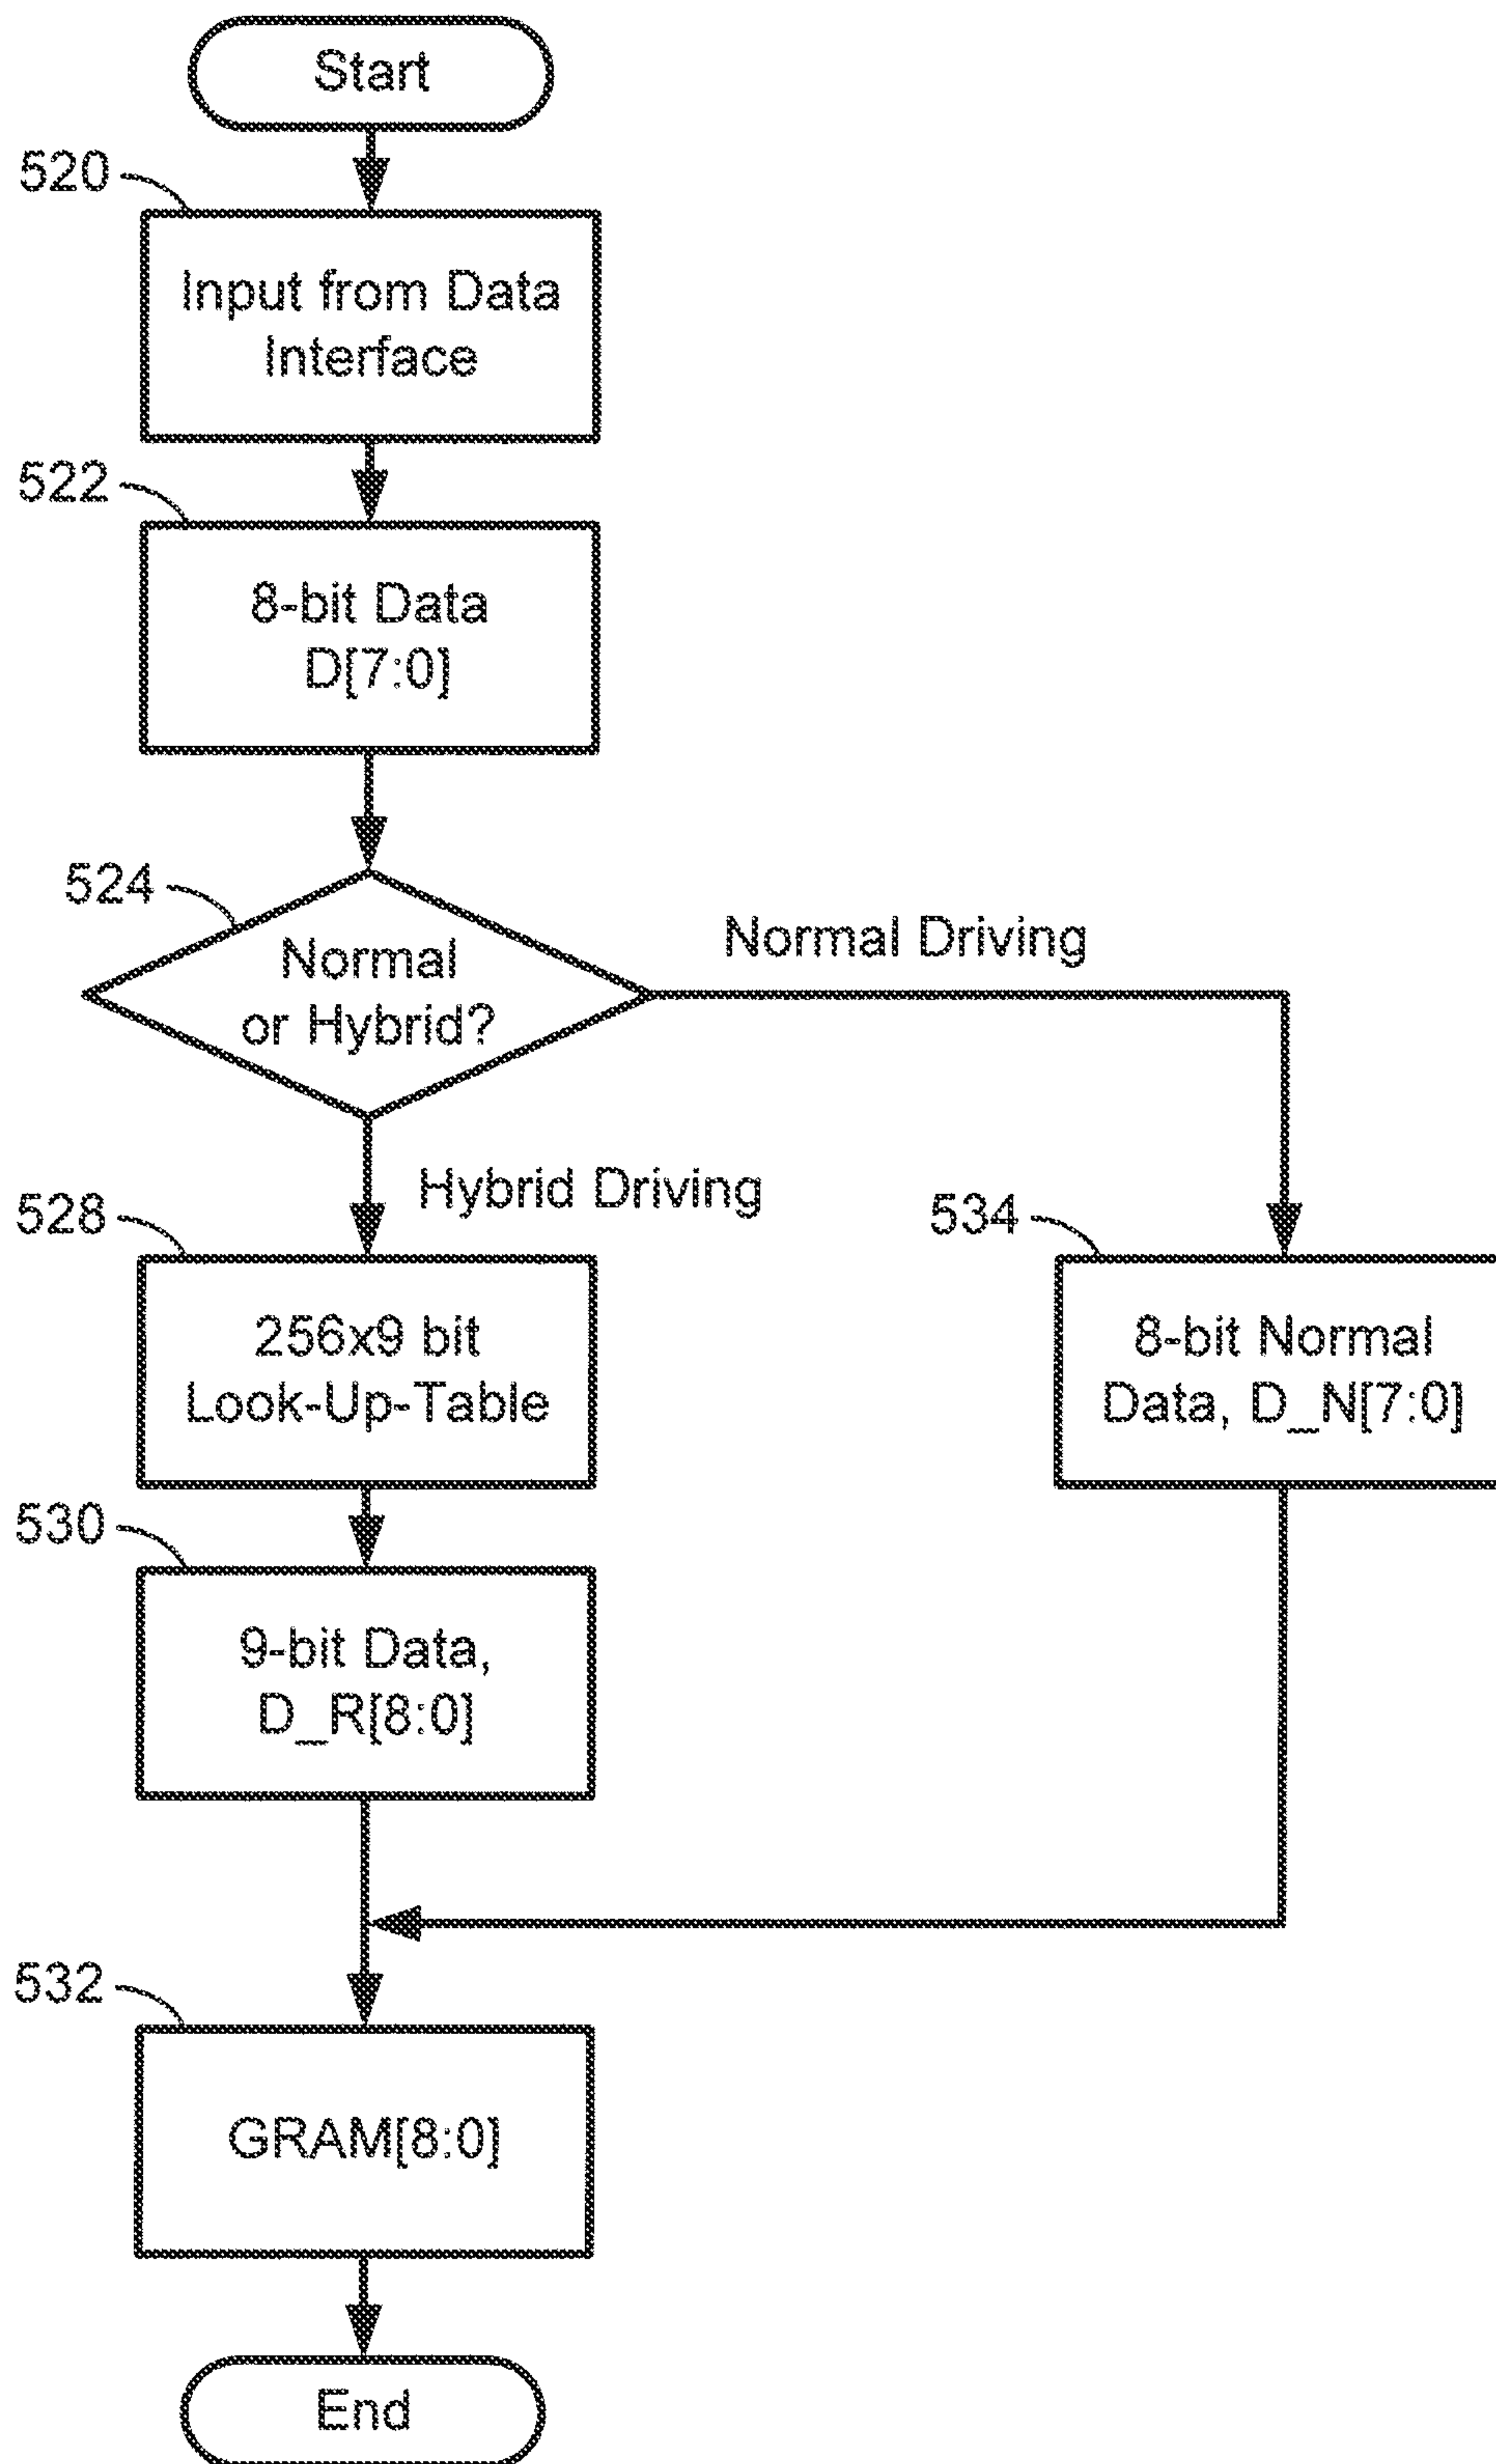 Start
520
Input from Data
Interface
522
8-bit Data
D[7:0]
524
Normal
or Hybrid?
Normal Driving
Hybrid Driving
528
256x9 bit
Look-Up-Table
534
8-bit Normal
Data, D_N[7:0]
530
9-bit Data,
D_R[8:0]
532
GRAM[8:0]
End